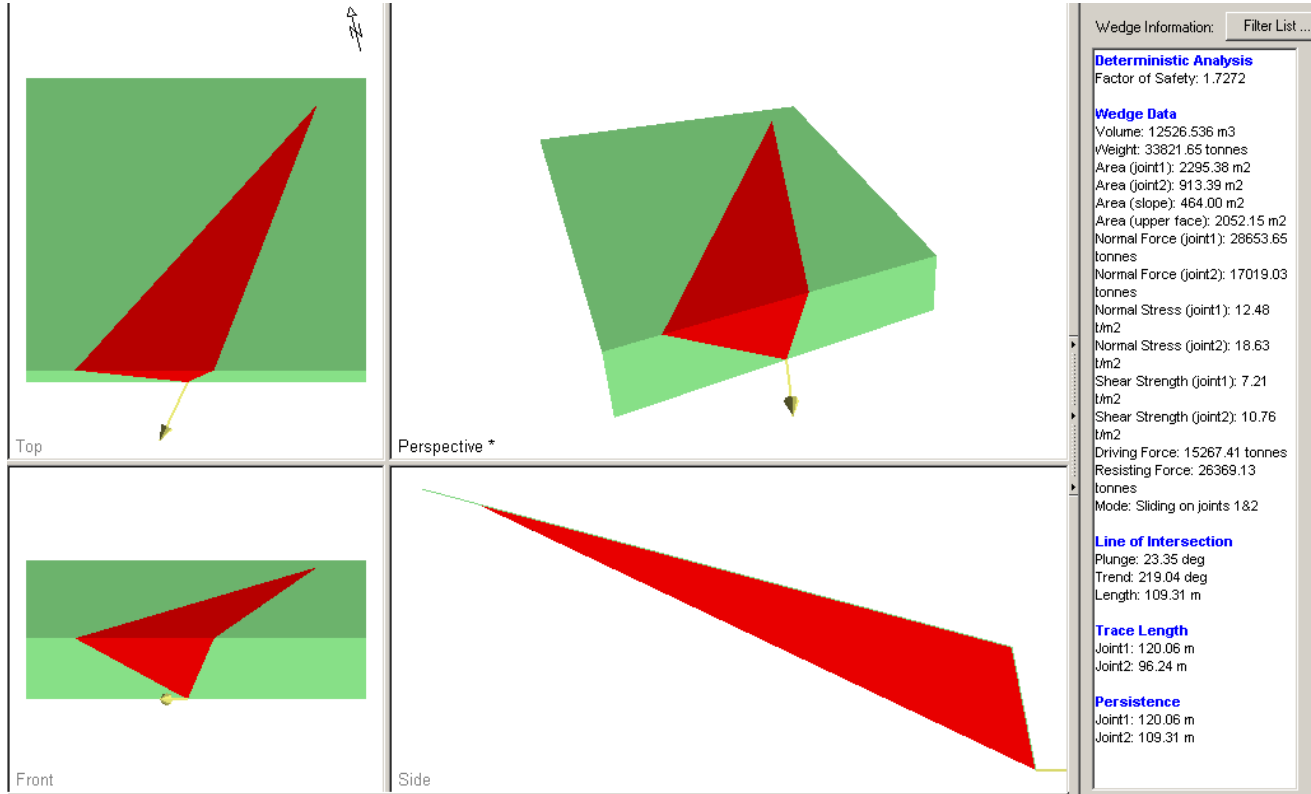 N
Top
Perspective *
Front
Side
Wedge Information:
Filter List ...
Deterministic Analysis
Factor of Safety: 1.7272
Wedge Data
Volume: 12526.536 m3
Weight: 33821.65 tonnes
Area (joint1): 2295.38 m2
Area (joint2): 913.39 m2
Area (slope): 464.00 m2
Area (upper face): 2052.15 m2
Normal Force (joint1): 28653.65
tonnes
Normal Force (joint2): 17019.03
tonnes
Normal Stress (joint1): 12.48
t/m2
Normal Stress (joint2): 18.63
t/m2
Shear Strength (joint1): 7.21
t/m2
Shear Strength (joint2): 10.76
t/m2
Driving Force: 15267.41 tonnes
Resisting Force: 26369.13
tonnes
Mode: Sliding on joints 1&2
Line of Intersection
Plunge: 23.35 deg
Trend: 219.04 deg
Length: 109.31 m
Trace Length
Joint1: 120.06 m
Joint2: 96.24 m
Persistence
Joint1: 120.06 m
Joint2: 109.31 m